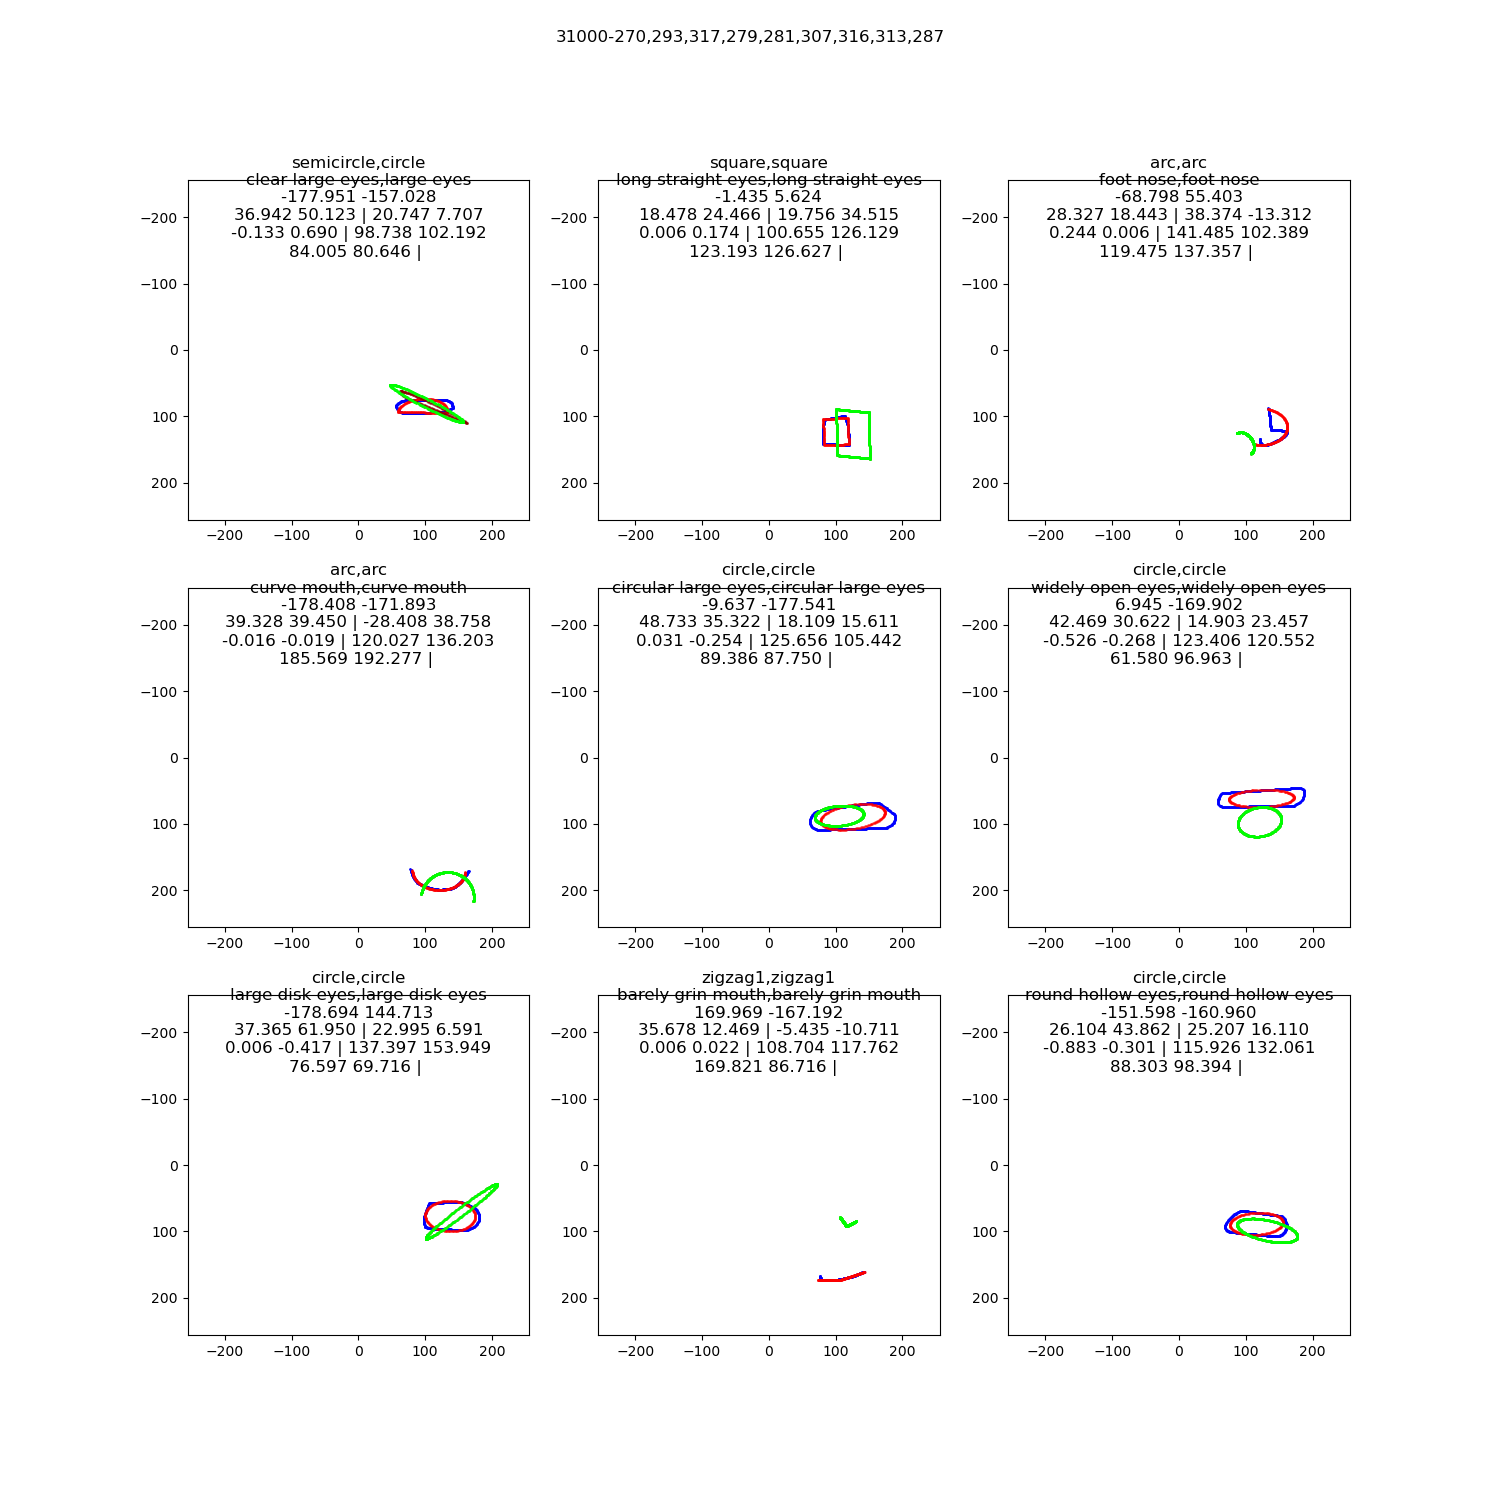 31000-270,293,317,279,281,307,316,313,287
semicircle,circle
clear large eyes,large eyes
-177.951 -157.028
36.942 50.123 | 20.747 7.707
-0.133 0.690 | 98.738 102.192
84.005 80.646 |
−200
−100
0
100
200
−200 −100 0 100 200
square,square
long straight eyes,long straight eyes
-1.435 5.624
18.478 24.466 | 19.756 34.515
0.006 0.174 | 100.655 126.129
123.193 126.627 |
−200
−100
0
100
200
−200 −100 0 100 200
arc,arc
foot nose,foot nose
-68.798 55.403
28.327 18.443 | 38.374 -13.312
0.244 0.006 | 141.485 102.389
119.475 137.357 |
−200
−100
0
100
200
−200 −100 0 100 200
arc,arc
curve mouth,curve mouth
-178.408 -171.893
39.328 39.450 | -28.408 38.758
-0.016 -0.019 | 120.027 136.203
185.569 192.277 |
−200
−100
0
100
200
−200 −100 0 100 200
circle,circle
circular large eyes,circular large eyes
-9.637 -177.541
48.733 35.322 | 18.109 15.611
0.031 -0.254 | 125.656 105.442
89.386 87.750 |
−200
−100
0
100
200
−200 −100 0 100 200
circle,circle
widely open eyes,widely open eyes
6.945 -169.902
42.469 30.622 | 14.903 23.457
-0.526 -0.268 | 123.406 120.552
61.580 96.963 |
−200
−100
0
100
200
−200 −100 0 100 200
circle,circle
large disk eyes,large disk eyes
-178.694 144.713
37.365 61.950 | 22.995 6.591
0.006 -0.417 | 137.397 153.949
76.597 69.716 |
−200
−100
0
100
200
−200 −100 0 100 200
zigzag1,zigzag1
barely grin mouth,barely grin mouth
169.969 -167.192
35.678 12.469 | -5.435 -10.711
0.006 0.022 | 108.704 117.762
169.821 86.716 |
−200
−100
0
100
200
−200 −100 0 100 200
circle,circle
round hollow eyes,round hollow eyes
-151.598 -160.960
26.104 43.862 | 25.207 16.110
-0.883 -0.301 | 115.926 132.061
88.303 98.394 |
−200
−100
0
100
200
−200 −100 0 100 200